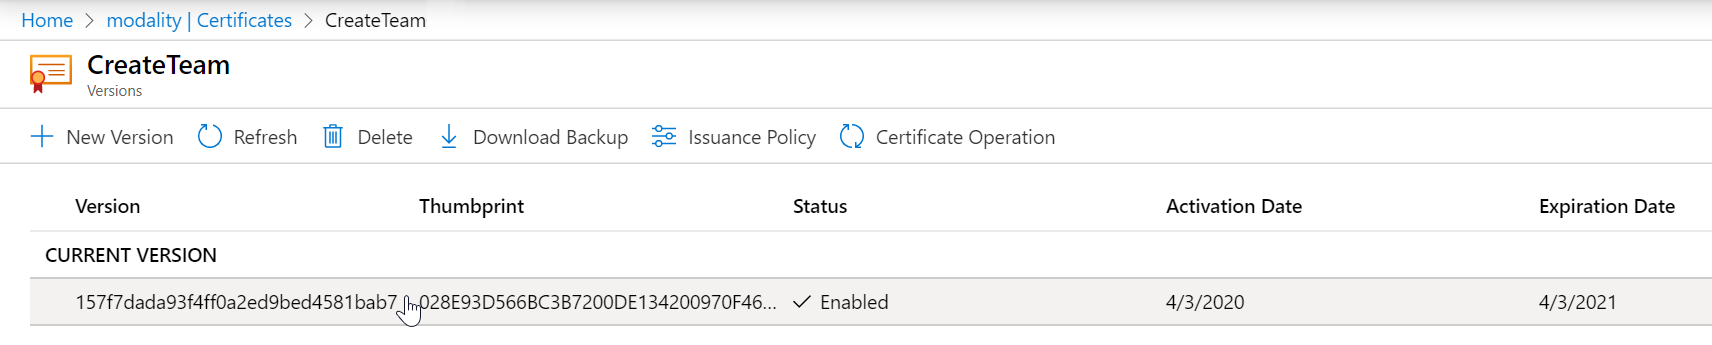 Home > modality | Certificates > CreateTeam
CreateTeam
Versions
New Version Refresh Delete Download Backup Issuance Policy Certificate Operation
Version Thumbprint Status Activation Date Expiration Date
CURRENT VERSION
157f7dada93f4ff0a2ed9bed4581bab7 028E93D566BC3B7200DE134200970F46... Enabled 4/3/2020 4/3/2021